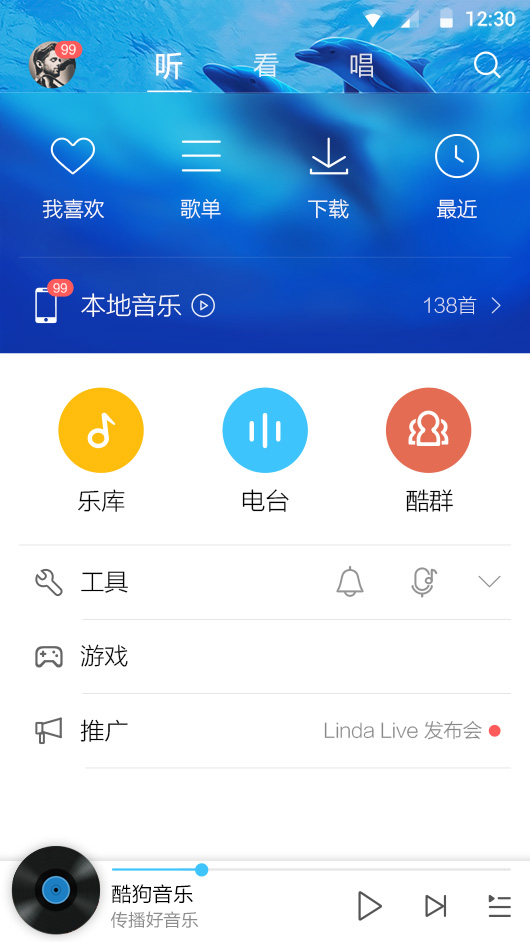 12:30
99
听 看 唱
我喜欢 歌单 下载 最近
99
本地音乐 138首
乐库 电台 酷群
工具
游戏
推广 Linda Live 发布会
酷狗音乐
传播好音乐